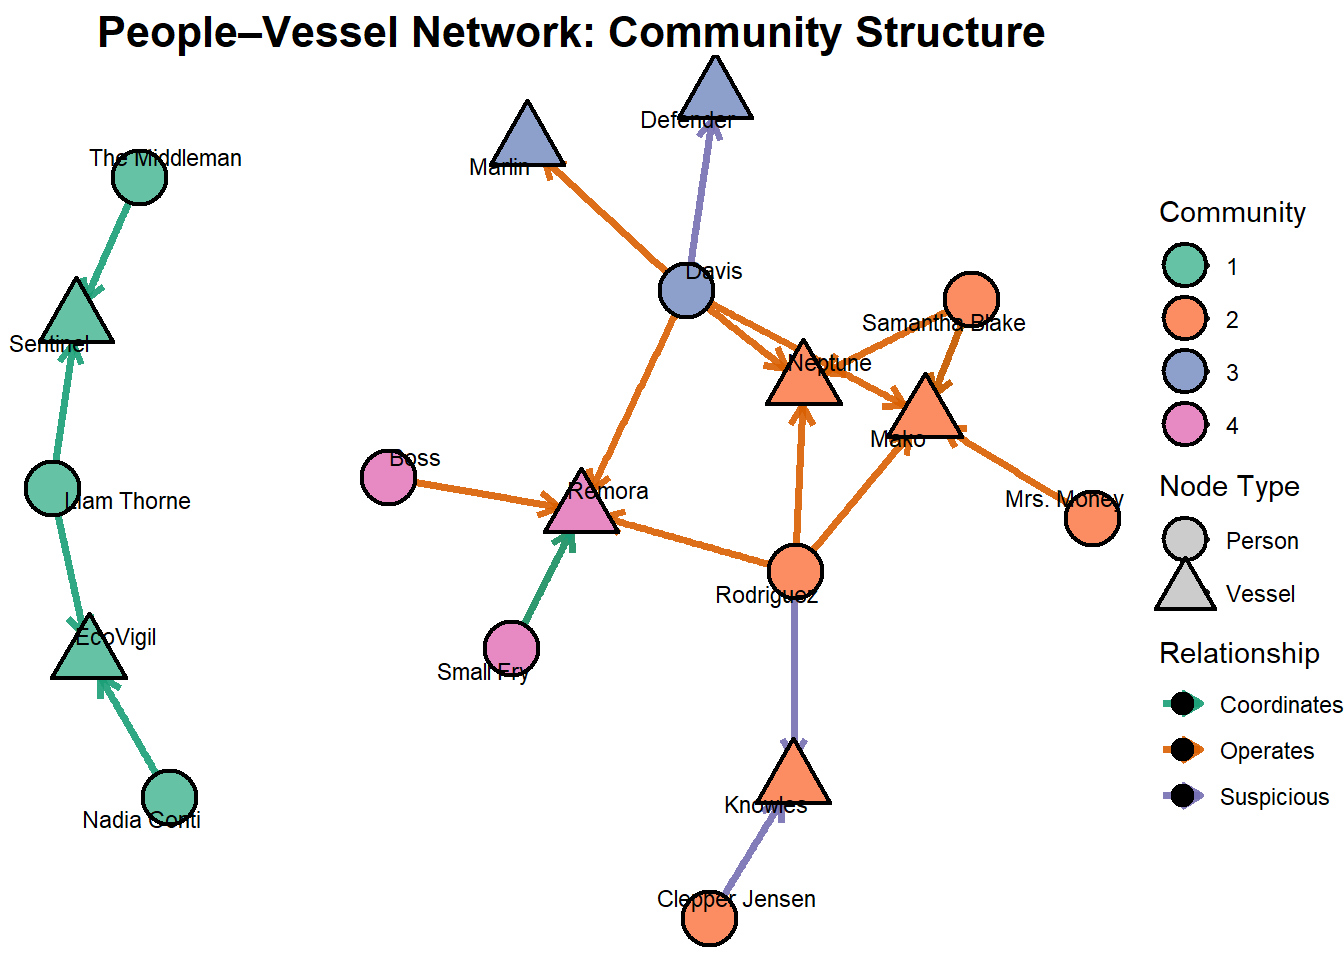 People–Vessel Network: Community Structure
Defender
The Middleman
Marlin
Davis
Samantha Blake
Sentinel
Neptune
Mako
Boss
Remora
Liam Thorne
Mrs. Money
Rodriguez
EcoVigil
Small Fry
Knowles
Nadia Conti
Clepper Jensen
Community
1
2
3
4
Node Type
Person
Vessel
Relationship
Coordinates
Operates
Suspicious